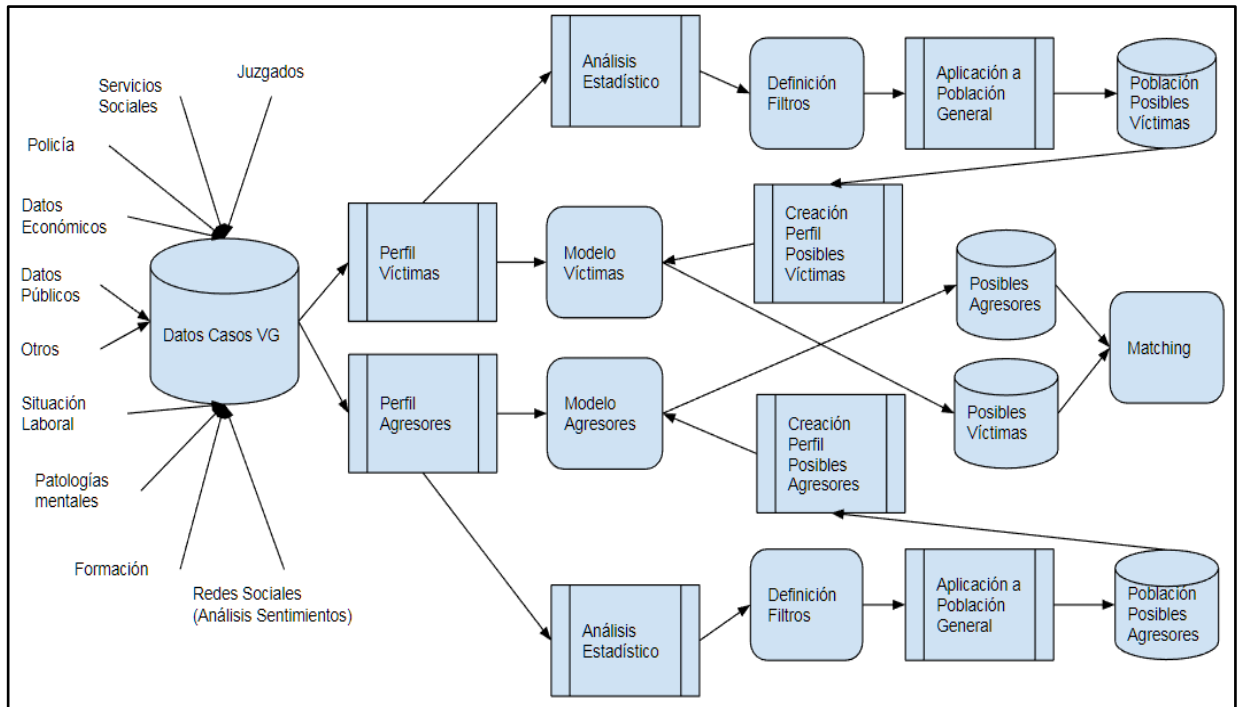 Juzgados
Servicios
Sociales
Policía
Datos
Económicos
Datos
Públicos
Otros
Situación
Laboral
Patologías
mentales
Formación
Redes Sociales
(Análisis Sentimientos)
Datos Casos VG
Perfil
Víctimas
Perfil
Agresores
Análisis
Estadístico
Definición
Filtros
Aplicación a
Población
General
Población
Posibles
Víctimas
Modelo
Víctimas
Creación
Perfil
Posibles
Víctimas
Posibles
Agresores
Matching
Modelo
Agresores
Creación
Perfil
Posibles
Agresores
Posibles
Víctimas
Análisis
Estadístico
Definición
Filtros
Aplicación a
Población
General
Población
Posibles
Agresores